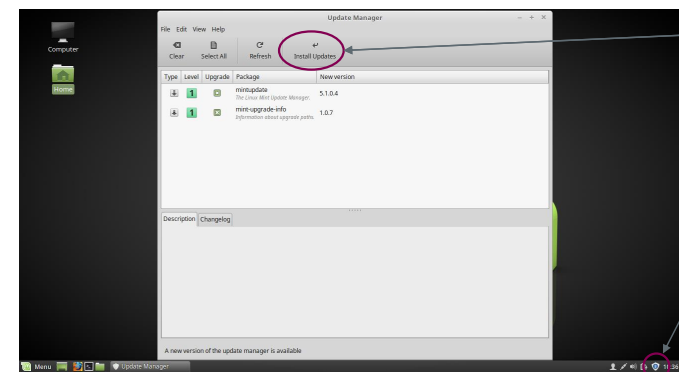 Update Manager
File Edit View Help
Computer
Clear Select All Refresh Install Updates
Home
Type Level Upgrade Package New version
1 mintupdate 5.1.0.4
The Linux Mint Update Manager.
1 mint-upgrade-info 1.0.7
Information about upgrade paths.
Description Changelog
A new version of the update manager is available
Menu Update Manager